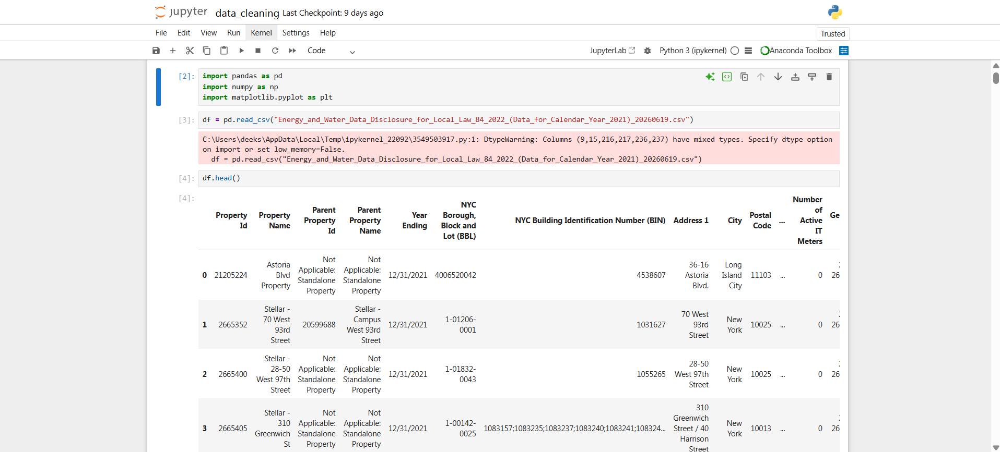 jupyter data_cleaning Last Checkpoint: 9 days ago
File Edit View Run Kernel Settings Help
Trusted
Code
JupyterLab Python 3 (ipykernel) Anaconda Toolbox
[2]: import pandas as pd
import numpy as np
import matplotlib.pyplot as plt
[3]: df = pd.read_csv("Energy_and_Water_Data_Disclosure_for_Local_Law_84_2022_(Data_for_Calendar_Year_2021)_20260619.csv")
C:\Users\deeks\AppData\Local\Temp\ipykernel_22092\3549503917.py:1: DtypeWarning: Columns (9,15,216,217,236,237) have mixed types. Specify dtype option
on import or set low_memory=False.
df = pd.read_csv("Energy_and_Water_Data_Disclosure_for_Local_Law_84_2022_(Data_for_Calendar_Year_2021)_20260619.csv")
[4]: df.head()
[4]:
Property
Id
Property
Name
Parent
Property
Id
Parent
Property
Name
Year
Ending
NYC
Borough,
Block and
Lot (BBL)
NYC Building Identification Number (BIN)
Address 1
City
Postal
Code
...
Number
of
Active
IT
Meters
Ge
0
21205224
Astoria
Blvd
Property
Not
Applicable:
Standalone
Property
Not
Applicable:
Standalone
Property
12/31/2021
4006520042
4538607
36-16
Astoria
Blvd.
Long
Island
City
11103
...
0
26
1
2665352
Stellar -
70 West
93rd
Street
20599688
Stellar -
Campus
West 93rd
Street
12/31/2021
1-01206-
0001
1031627
70 West
93rd
Street
New
York
10025
...
0
26
2
2665400
Stellar -
28-50
West 97th
Street
Not
Applicable:
Standalone
Property
Not
Applicable:
Standalone
Property
12/31/2021
1-01832-
0043
1055265
28-50
West 97th
Street
New
York
10025
...
0
26
3
2665405
Stellar -
310
Greenwich
St
Not
Applicable:
Standalone
Property
Not
Applicable:
Standalone
Property
12/31/2021
1-00142-
0025
1083157;1083235;1083237;1083240;1083241;108324...
310
Greenwich
Street / 40
Harrison
Street
New
York
10013
...
0
26